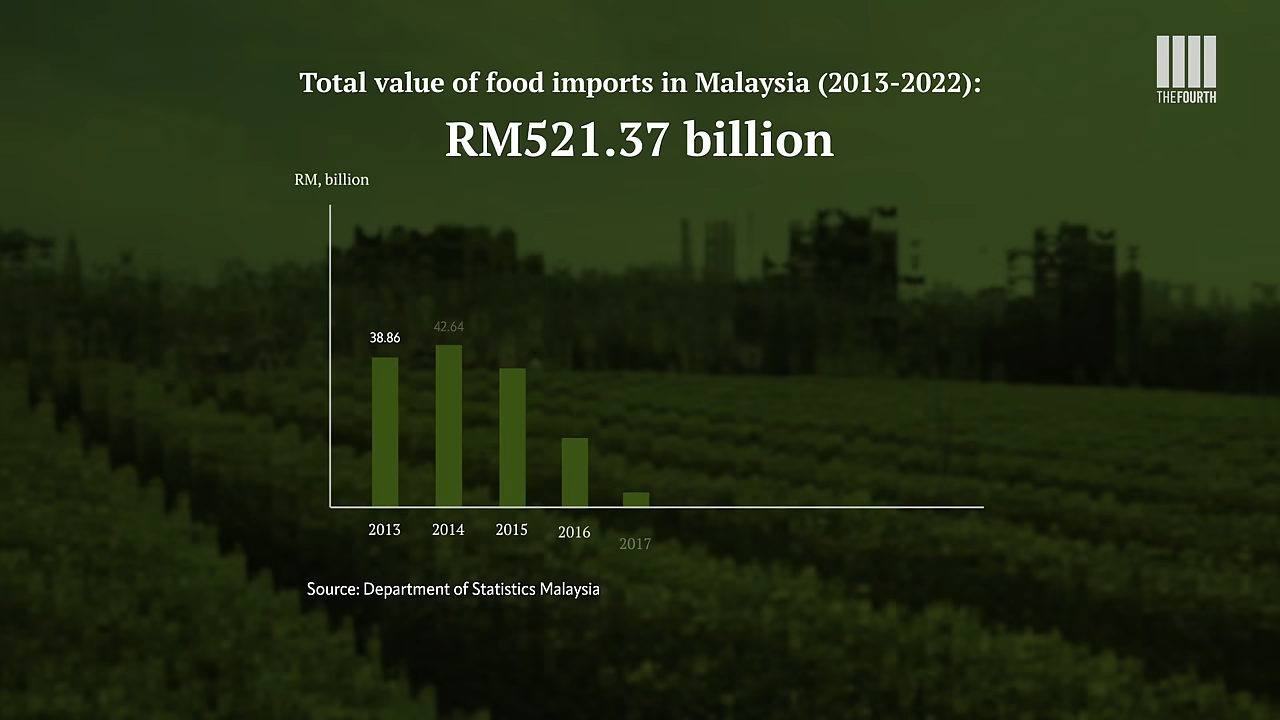 Total value of food imports in Malaysia (2013-2022):
RM521.37 billion
THEFOURTH
RM, billion
38.86
42.64
2013 2014 2015 2016 2017
Source: Department of Statistics Malaysia